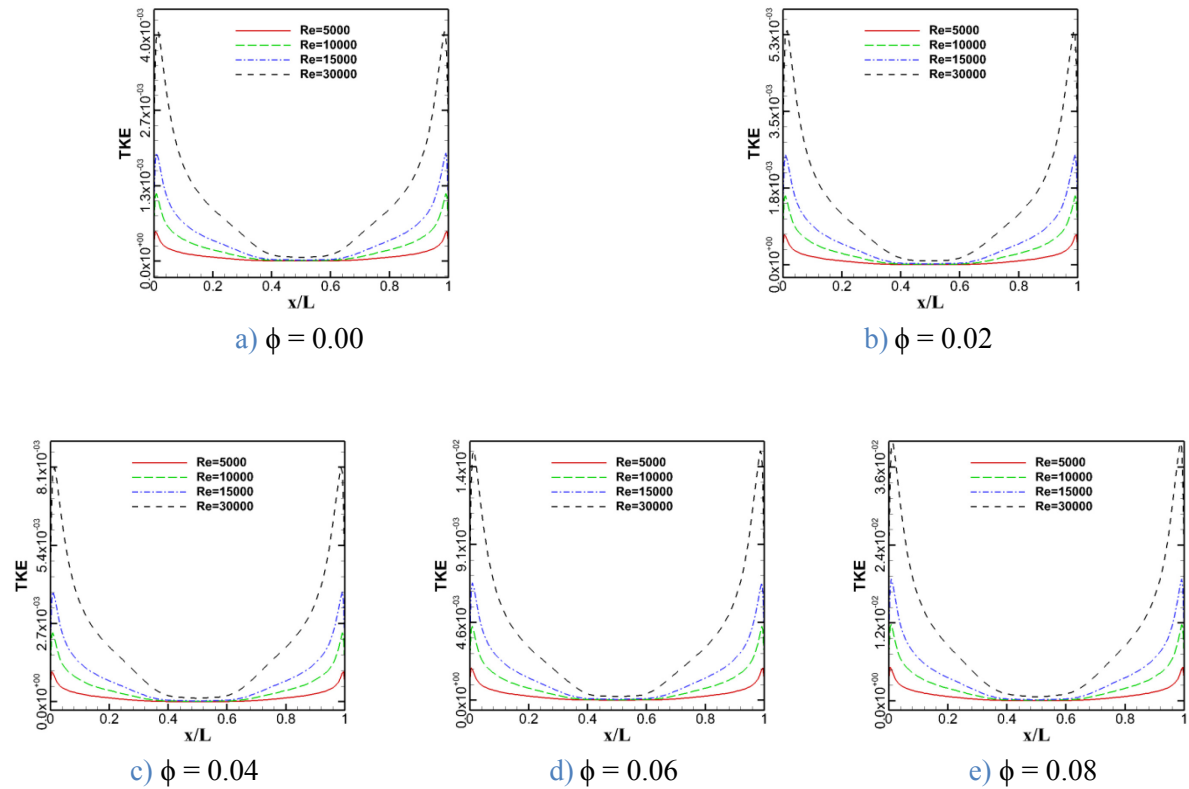 4.0x10-03
2.7x10-03
1.3x10-03
0.0x10+00
TKE
Re=5000
Re=10000
Re=15000
Re=30000
0 0.2 0.4 0.6 0.8 1
x/L
a) ϕ = 0.00
5.3x10-03
3.5x10-03
1.8x10-03
0.0x10+00
TKE
Re=5000
Re=10000
Re=15000
Re=30000
0 0.2 0.4 0.6 0.8 1
x/L
b) ϕ = 0.02
8.1x10-03
5.4x10-03
2.7x10-03
0.0x10+00
TKE
Re=5000
Re=10000
Re=15000
Re=30000
0 0.2 0.4 0.6 0.8 1
x/L
c) ϕ = 0.04
1.4x10-02
9.1x10-03
4.6x10-03
0.0x10+00
TKE
Re=5000
Re=10000
Re=15000
Re=30000
0 0.2 0.4 0.6 0.8 1
x/L
d) ϕ = 0.06
3.6x10-02
2.4x10-02
1.2x10-02
0.0x10+00
TKE
Re=5000
Re=10000
Re=15000
Re=30000
0 0.2 0.4 0.6 0.8 1
x/L
e) ϕ = 0.08